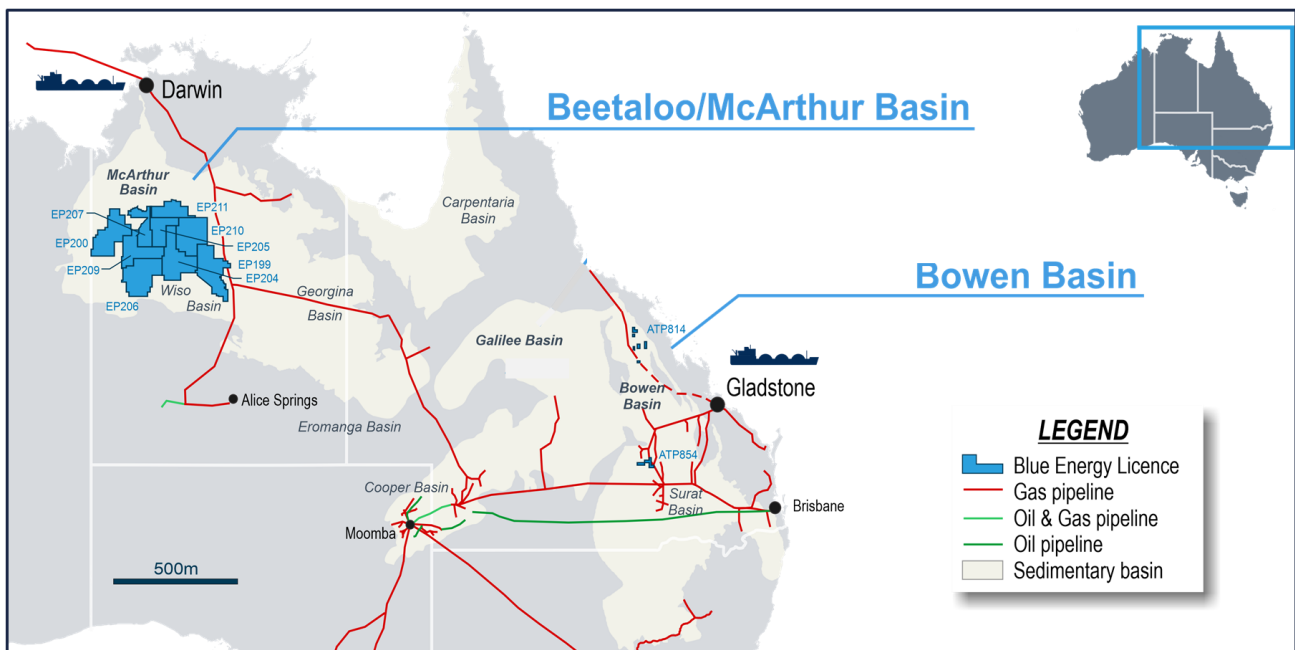 Darwin
Beetaloo/McArthur Basin
McArthur
Basin
Carpentaria
Basin
EP207
EP211
EP200
EP210
EP205
EP209
EP199
EP204
EP206
Wiso
Basin
Georgina
Basin
Bowen Basin
ATP814
Galilee Basin
Bowen
Basin
Gladstone
Alice Springs
Eromanga Basin
ATP854
Cooper Basin
Surat
Basin
Brisbane
Moomba
500m
LEGEND
Blue Energy Licence
Gas pipeline
Oil & Gas pipeline
Oil pipeline
Sedimentary basin